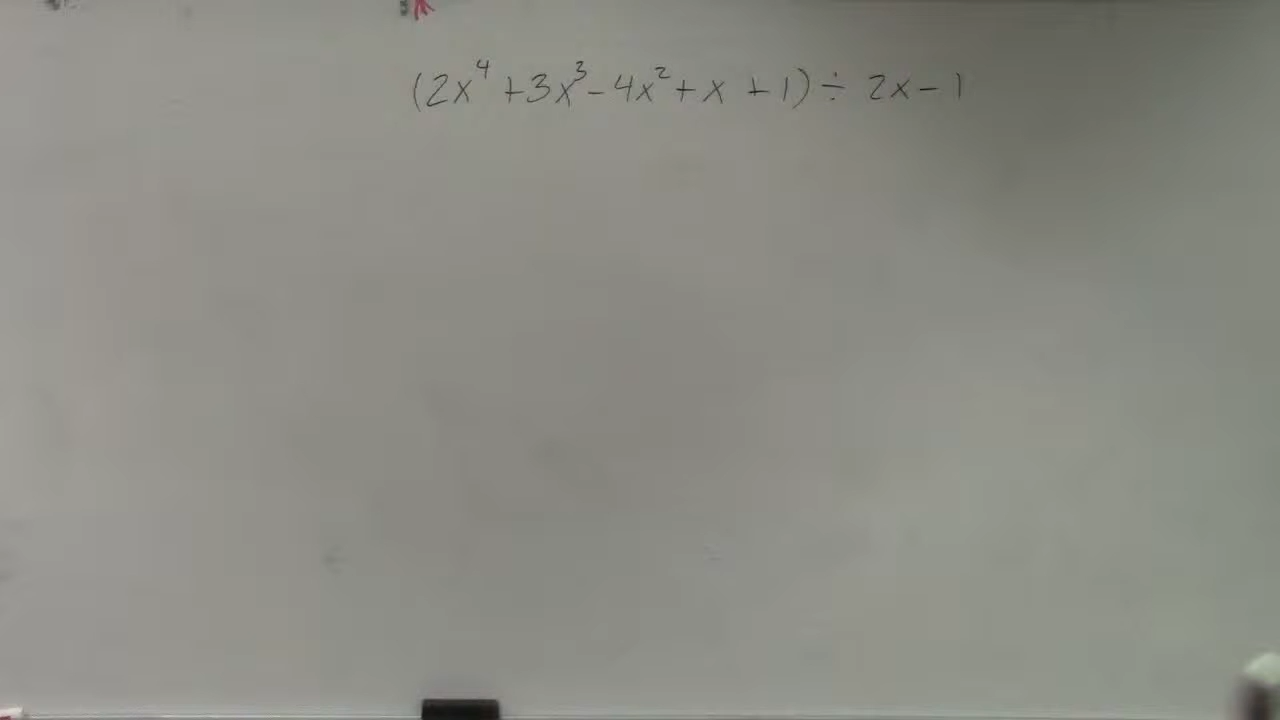 (2x⁴ + 3x³ - 4x² + x + 1) ÷ 2x - 1